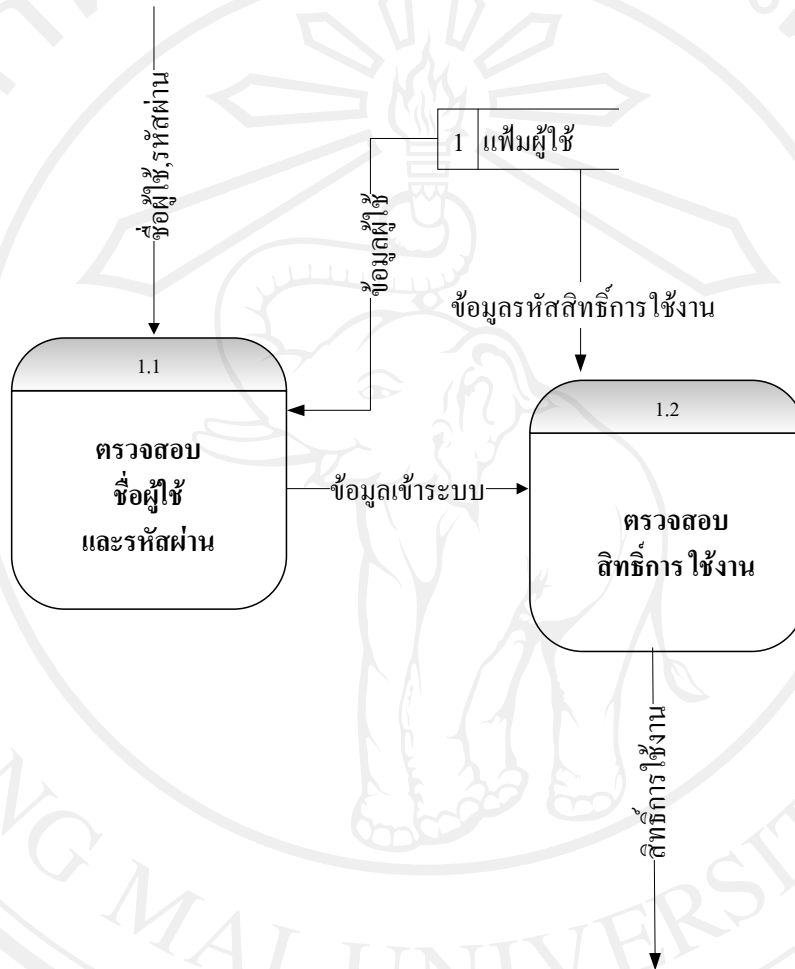 ชื่อผู้ใช้,รหัสผ่าน
1 แฟ้มผู้ใช้
ข้อมูลผู้ใช้
ข้อมูลรหัสสิทธิ์การใช้งาน
1.1
ตรวจสอบ
ชื่อผู้ใช้
และรหัสผ่าน
ข้อมูลเข้าระบบ
1.2
ตรวจสอบ
สิทธิ์การใช้งาน
สิทธิ์การใช้งาน
NG MAI UNIVERSIT